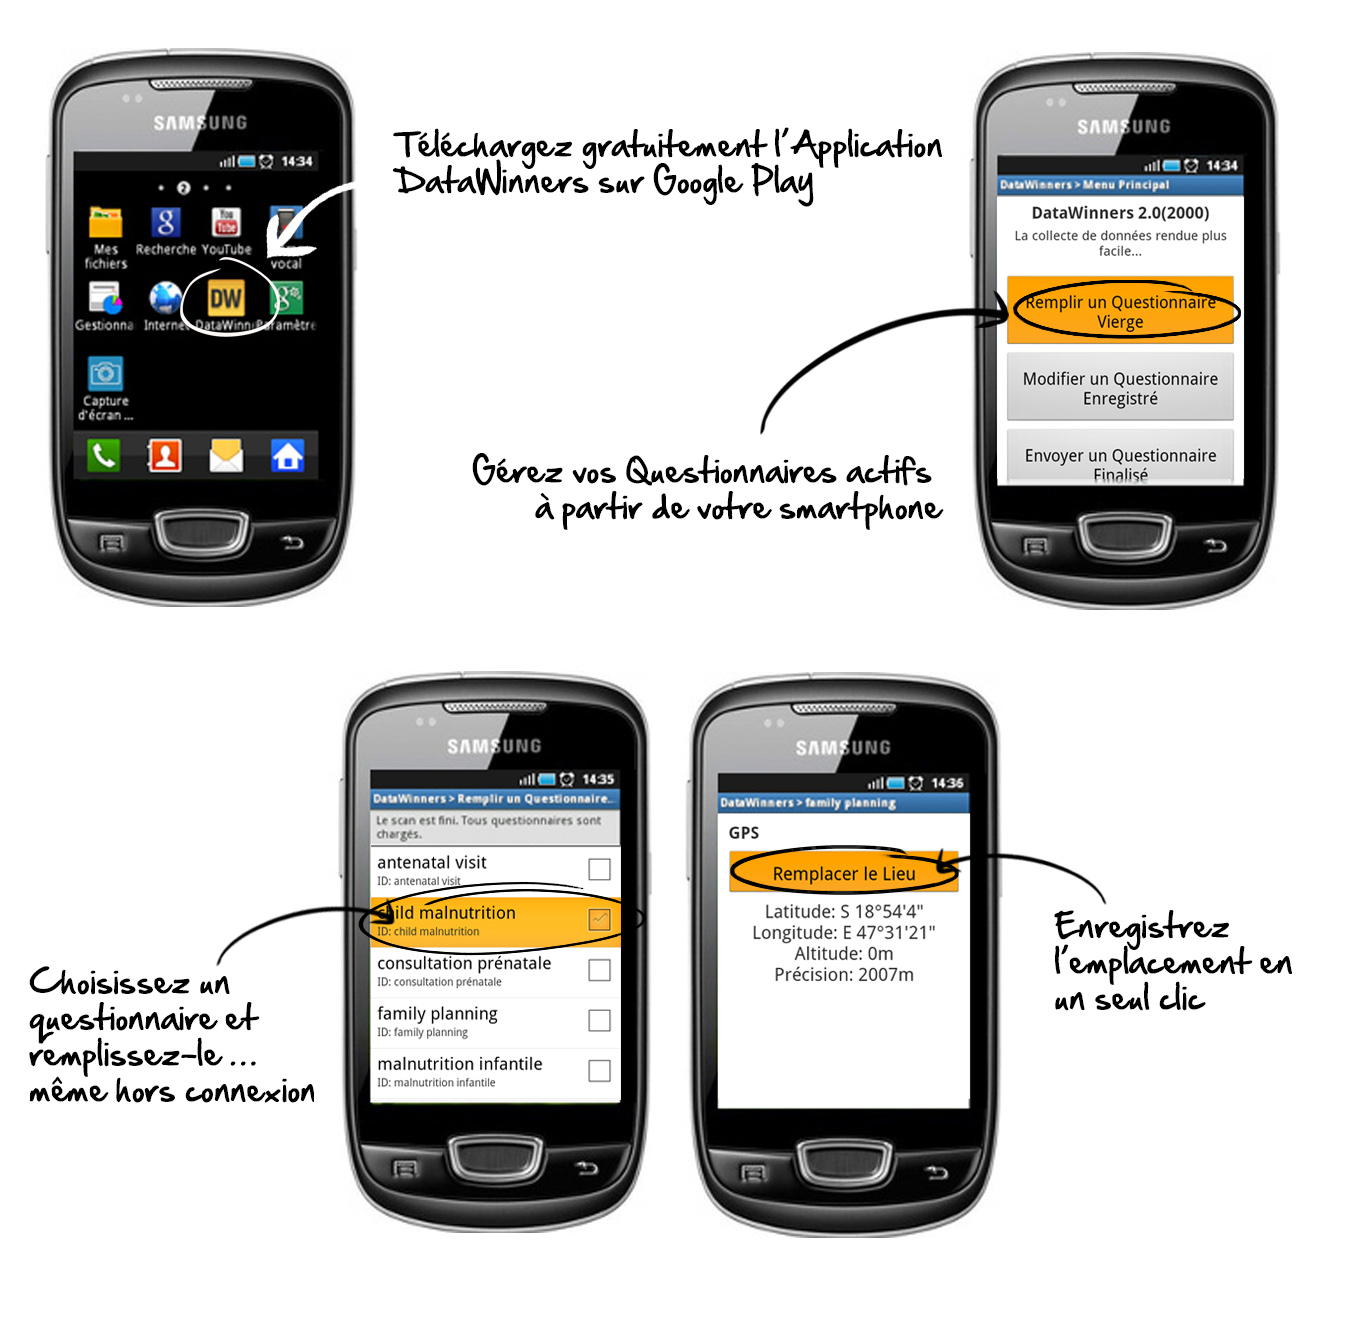 SAMSUNG
14:34
2
Mes
fichiers
Recherche
YouTube
vocal
Gestionna
Internet
DW
DataWinn
Paramètre
Capture
d'écran ...
Téléchargez gratuitement l'Application
DataWinners sur Google Play
SAMSUNG
14:34
DataWinners > Menu Principal
DataWinners 2.0(2000)
La collecte de données rendue plus
facile...
Remplir un Questionnaire
Vierge
Modifier un Questionnaire
Enregistré
Envoyer un Questionnaire
Finalisé
Gérez vos Questionnaires actifs
à partir de votre smartphone
SAMSUNG
14:35
DataWinners > Remplir un Questionnaire..
Le scan est fini. Tous questionnaires sont
chargés.
antenatal visit
ID: antenatal visit
child malnutrition
ID: child malnutrition
consultation prénatale
ID: consultation prénatale
family planning
ID: family planning
malnutrition infantile
ID: malnutrition infantile
Choisissez un
questionnaire et
remplissez-le ...
même hors connexion
SAMSUNG
14:36
DataWinners > family planning
GPS
Remplacer le Lieu
Latitude: S 18°54'4"
Longitude: E 47°31'21"
Altitude: 0m
Précision: 2007m
Enregistrez
l'emplacement en
un seul clic